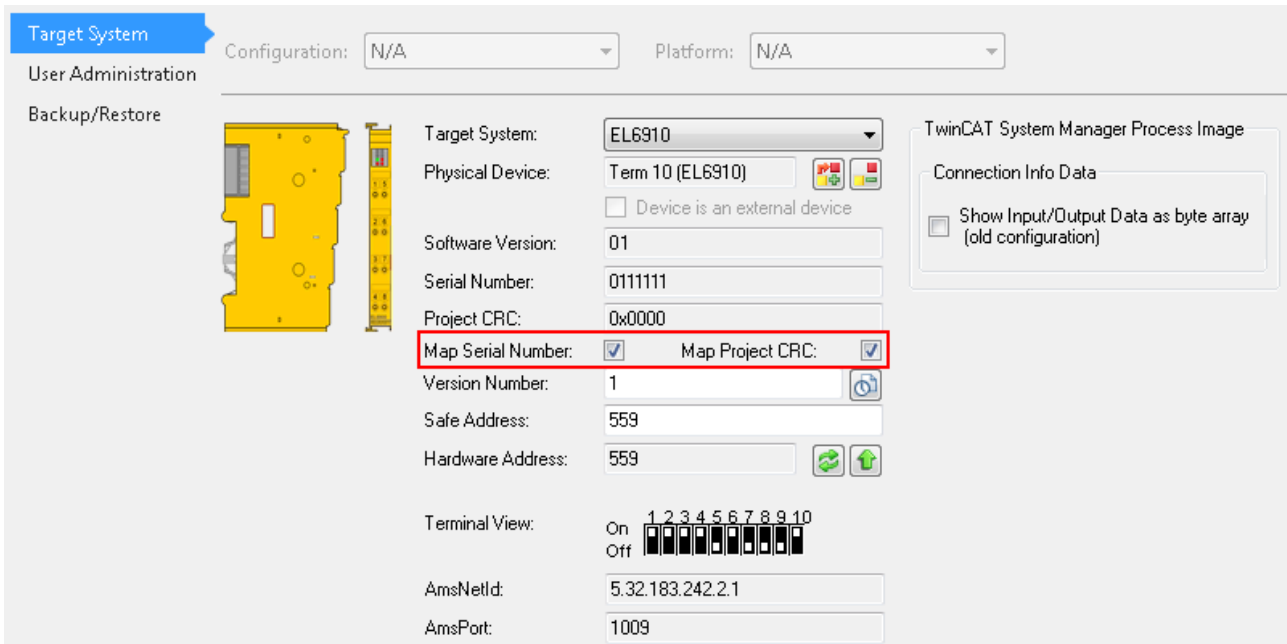 Target System
User Administration
Backup/Restore
Configuration: N/A Platform: N/A
Target System: EL6910
Physical Device: Term 10 (EL6910)
Device is an external device
Software Version: 01
Serial Number: 0111111
Project CRC: 0x0000
Map Serial Number: Map Project CRC:
Version Number: 1
Safe Address: 559
Hardware Address: 559
Terminal View: On 1 2 3 4 5 6 7 8 9 10
Off
AmsNetId: 5.32.183.242.2.1
AmsPort: 1009
TwinCAT System Manager Process Image
Connection Info Data
Show Input/Output Data as byte array
(old configuration)